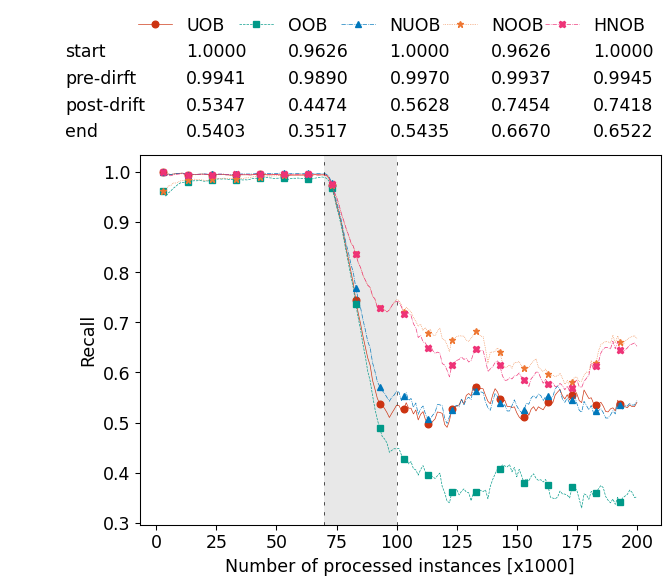 UOB OOB NUOB NOOB HNOB
start 1.0000 0.9626 1.0000 0.9626 1.0000
pre-dirft 0.9941 0.9890 0.9970 0.9937 0.9945
post-drift 0.5347 0.4474 0.5628 0.7454 0.7418
end 0.5403 0.3517 0.5435 0.6670 0.6522
1.0
0.9
0.8
0.7
0.6
0.5
0.4
0.3
Recall
0 25 50 75 100 125 150 175 200
Number of processed instances [x1000]